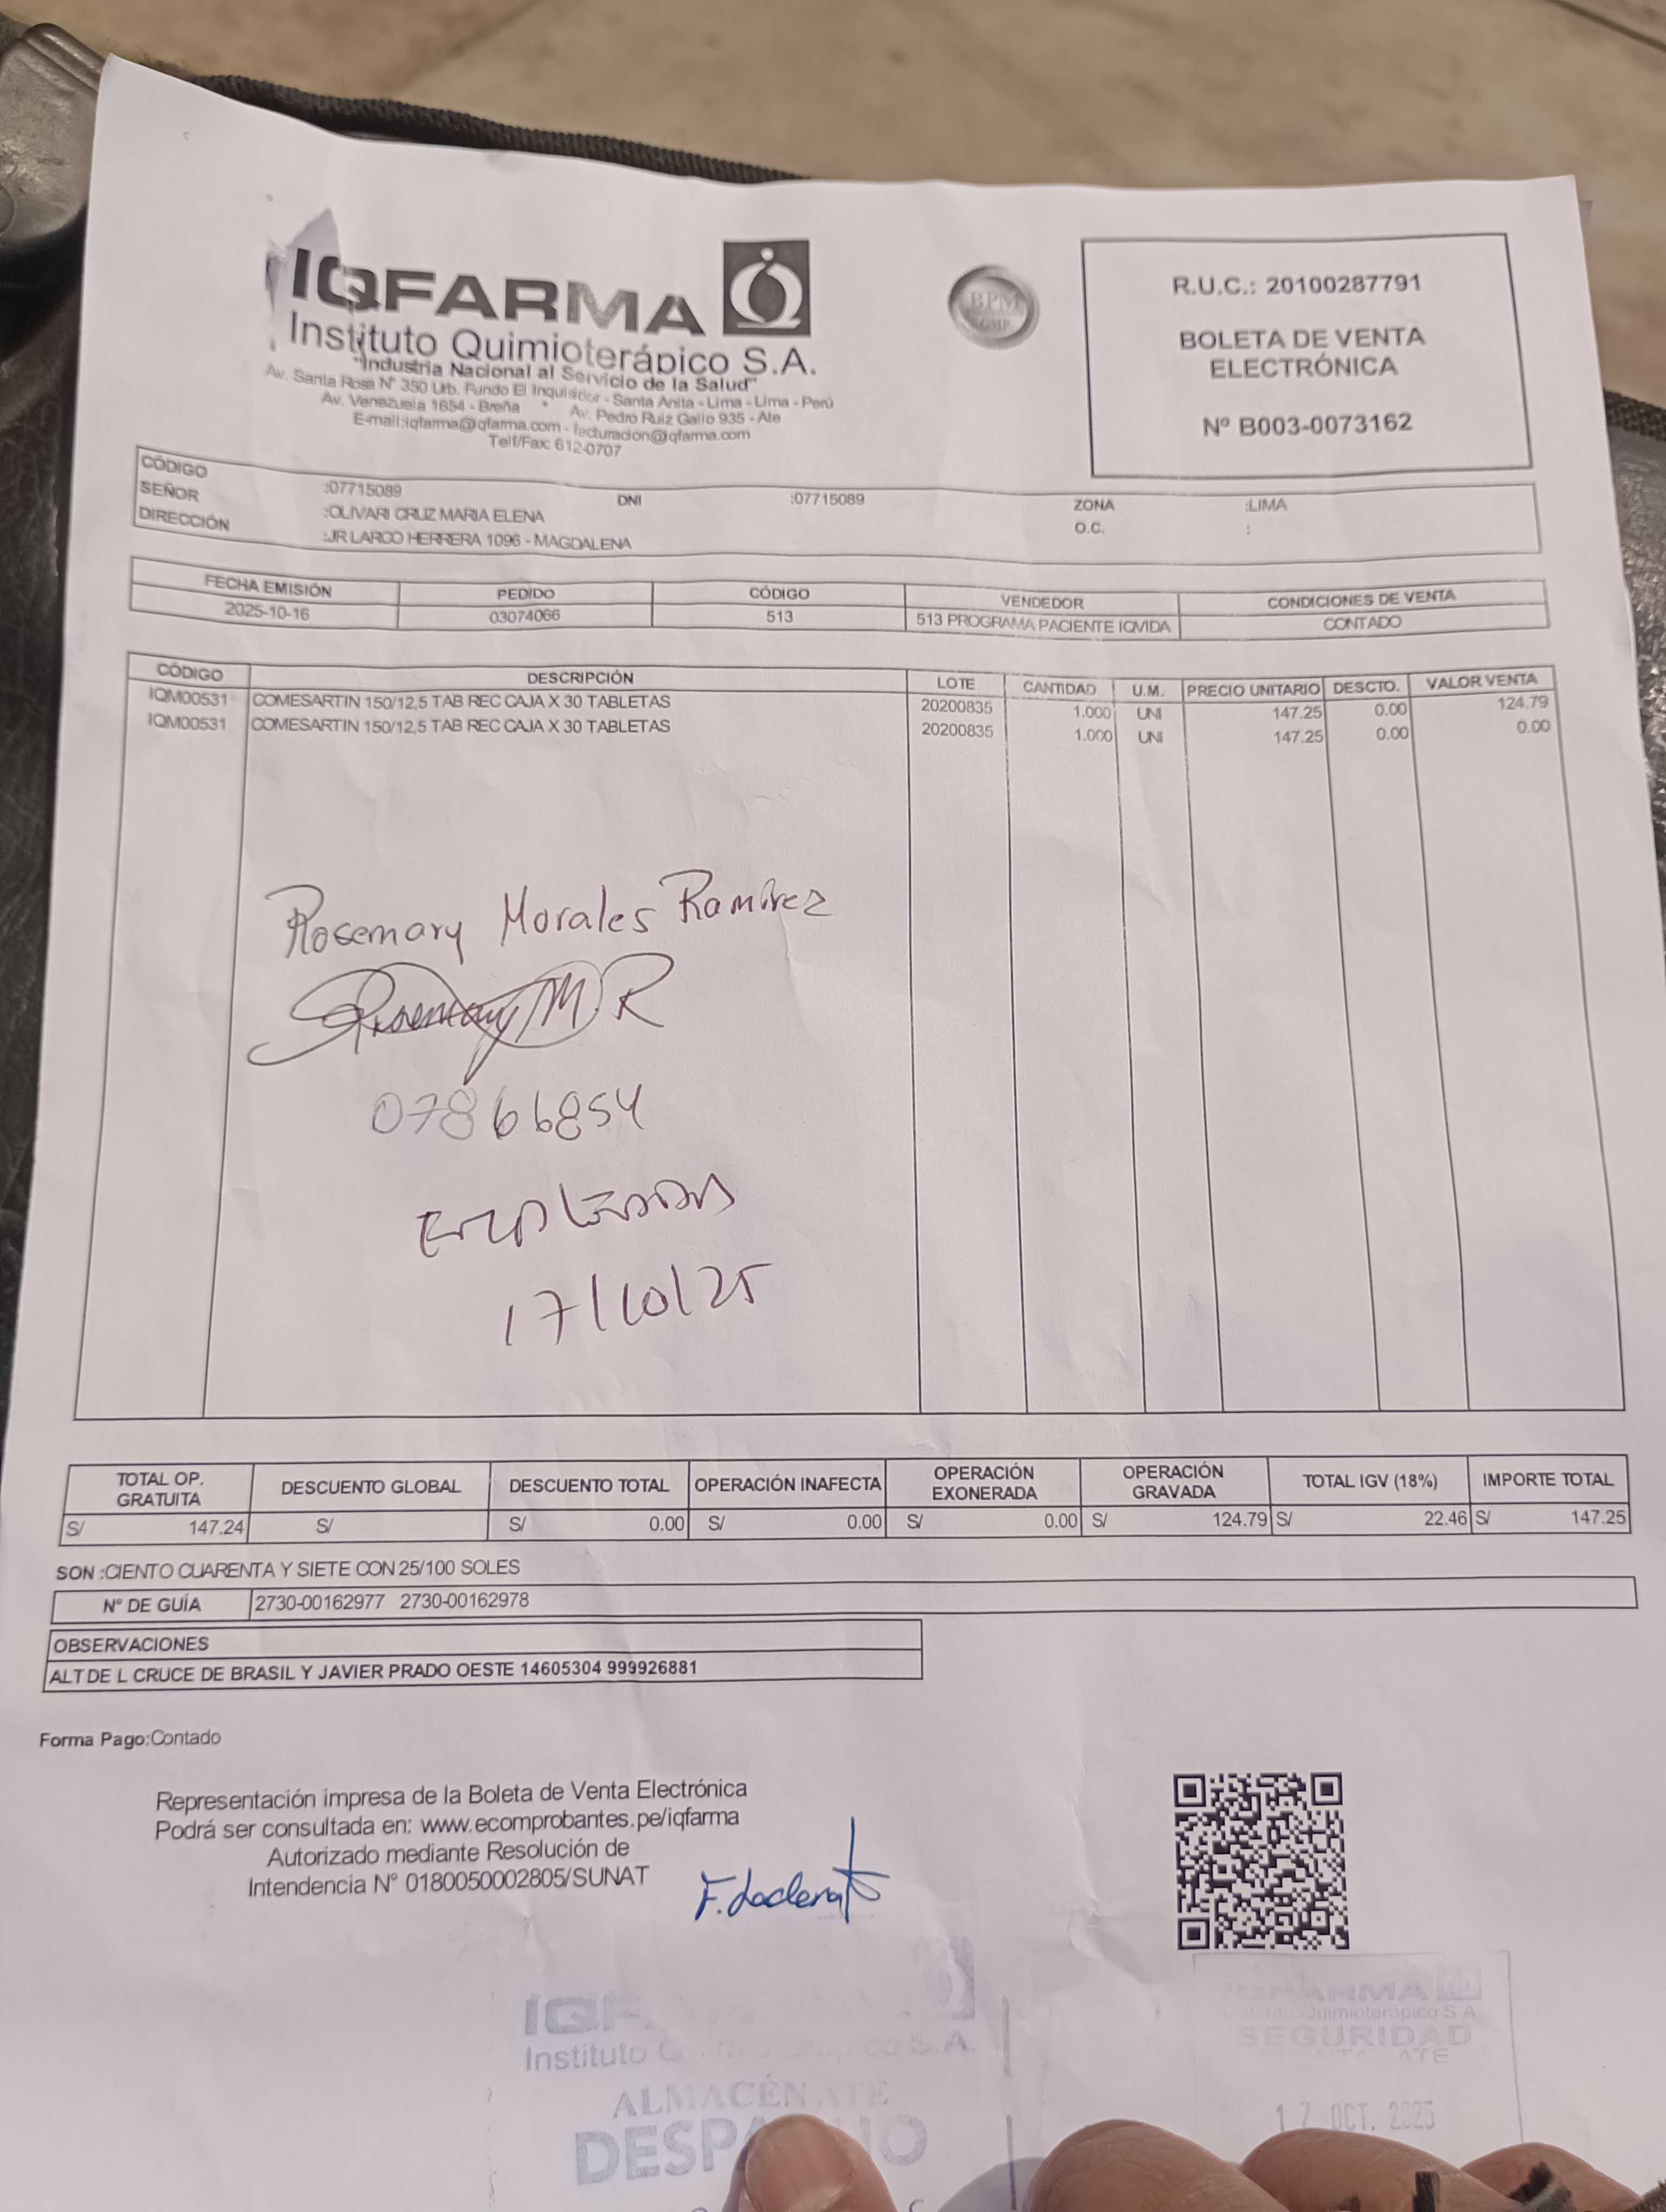 IQFARMA
Instituto Quimioterápico S.A.
"Industria Nacional al Servicio de la Salud"
Av. Santa Rosa N° 350 Urb. Fundo El Inquisidor - Santa Anita - Lima - Lima - Perú
Av. Venezuela 1654 - Breña * Av. Pedro Ruiz Gallo 935 - Ate
E-mail:iqfarma@iqfarma.com - facturacion@iqfarma.com
Telf/Fax: 612-0707
BPM
GMP
R.U.C.: 20100287791
BOLETA DE VENTA
ELECTRÓNICA
Nº B003-0073162
CÓDIGO :07715089 DNI :07715089 ZONA :LIMA
SEÑOR :OLIVARI CRUZ MARIA ELENA O.C. :
DIRECCIÓN :JR LARCO HERRERA 1096 - MAGDALENA
FECHA EMISIÓN PEDIDO CÓDIGO VENDEDOR CONDICIONES DE VENTA
2025-10-16 03074066 513 513 PROGRAMA PACIENTE IQVIDA CONTADO
CÓDIGO DESCRIPCIÓN LOTE CANTIDAD U.M. PRECIO UNITARIO DESCTO. VALOR VENTA
IQM00531 COMESARTIN 150/12,5 TAB REC CAJA X 30 TABLETAS 20200835 1.000 UNI 147.25 0.00 124.79
IQM00531 COMESARTIN 150/12,5 TAB REC CAJA X 30 TABLETAS 20200835 1.000 UNI 147.25 0.00 0.00
Rosemary Morales Ramirez
Rosemary M. R
07866854
EMPLEADA
17/10/25
TOTAL OP. GRATUITA DESCUENTO GLOBAL DESCUENTO TOTAL OPERACIÓN INAFECTA OPERACIÓN EXONERADA OPERACIÓN GRAVADA TOTAL IGV (18%) IMPORTE TOTAL
S/ 147.24 S/ S/ 0.00 S/ 0.00 S/ 0.00 S/ 124.79 S/ 22.46 S/ 147.25
SON :CIENTO CUARENTA Y SIETE CON 25/100 SOLES
N° DE GUÍA 2730-00162977 2730-00162978
OBSERVACIONES
ALT DE L CRUCE DE BRASIL Y JAVIER PRADO OESTE 14605304 999926881
Forma Pago:Contado
Representación impresa de la Boleta de Venta Electrónica
Podrá ser consultada en: www.ecomprobantes.pe/iqfarma
Autorizado mediante Resolución de
Intendencia N° 0180050002805/SUNAT
Instituto
S.A.
ALMACÉN ATE
IQFARMA
Instituto Quimioterápico S A
SEGURIDAD
ATE
17 OCT. 2025